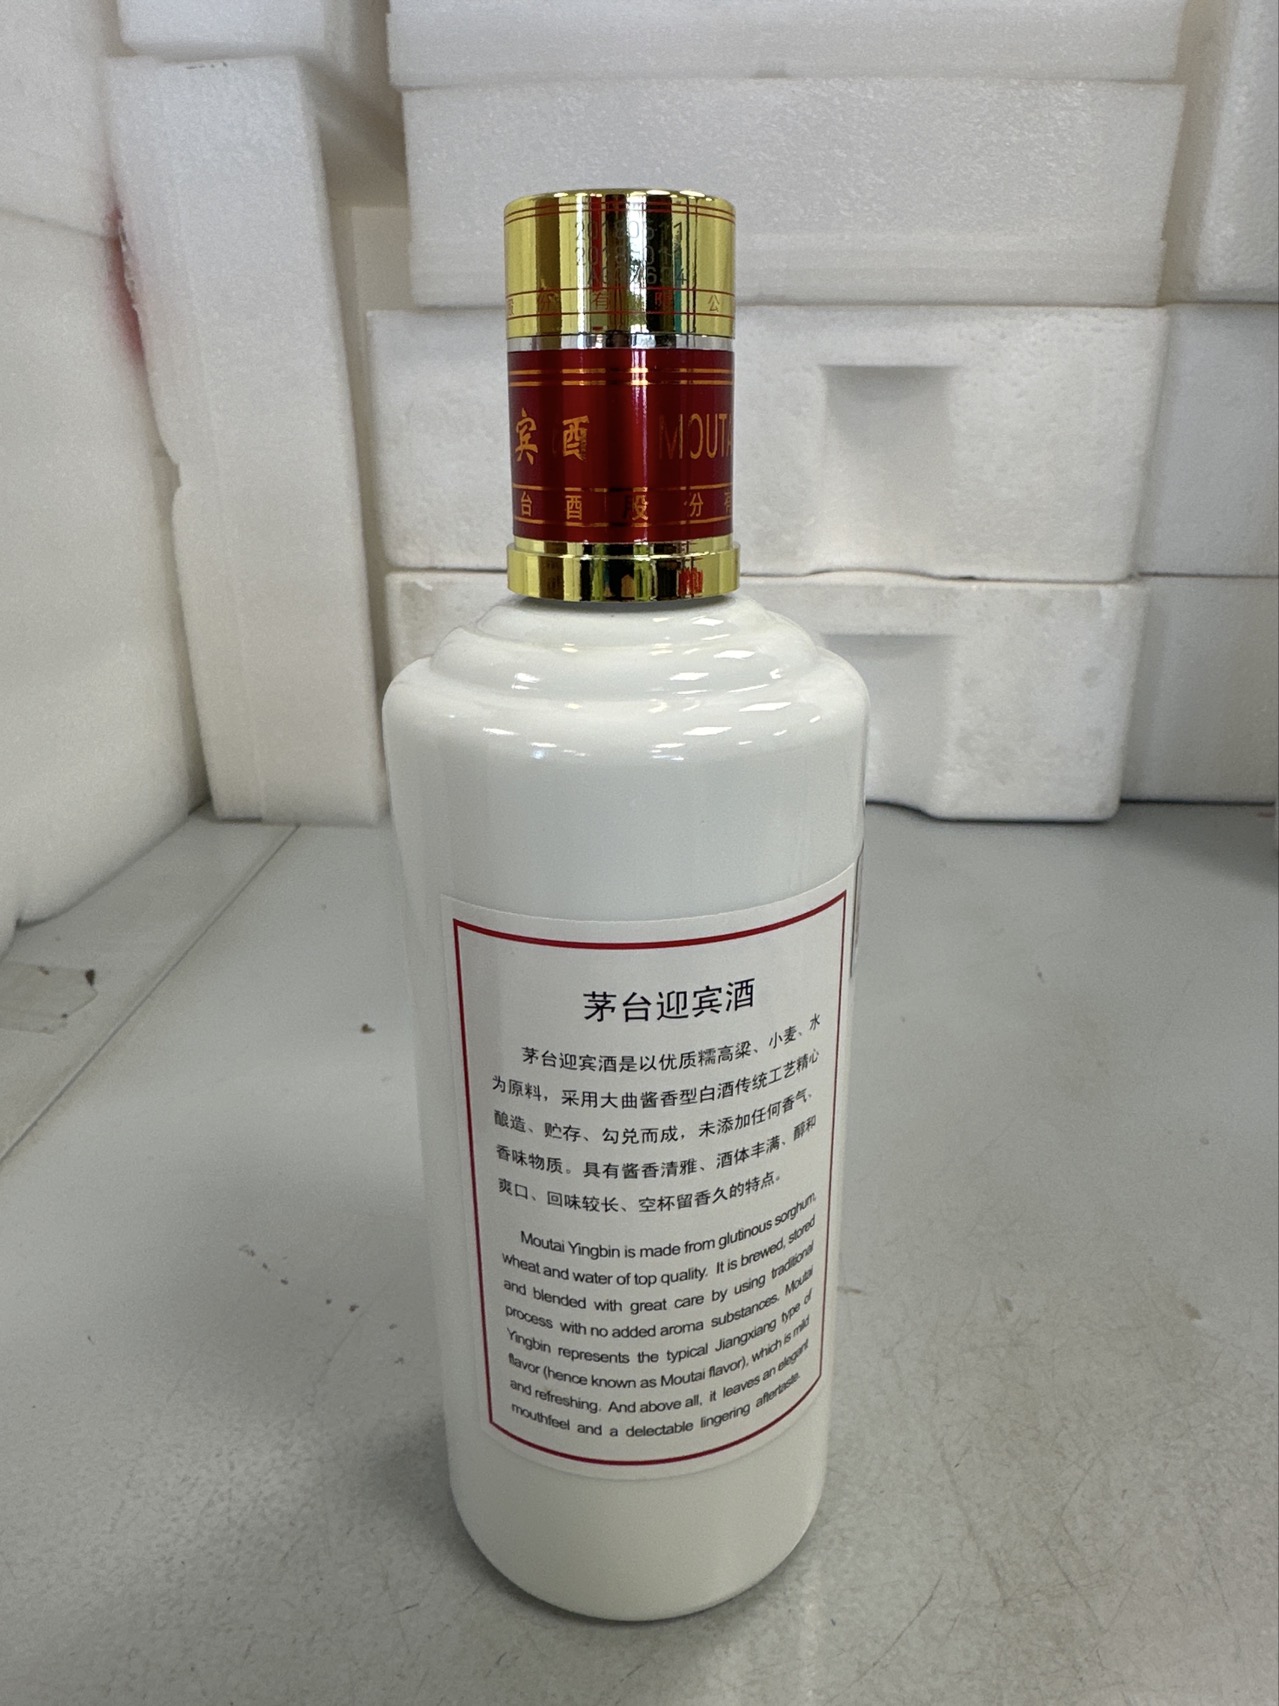 份有限公
宾酒 MOUTA
台酒股份有
茅台迎宾酒
茅台迎宾酒是以优质糯高粱、小麦、水
为原料，采用大曲酱香型白酒传统工艺精心
酿造、贮存、勾兑而成，未添加任何香气、
香味物质。具有酱香清雅、酒体丰满、醇和
爽口、回味较长、空杯留香久的特点。
Moutai Yingbin is made from glutinous sorghum,
wheat and water of top quality. It is brewed, stored
and blended with great care by using traditional
process with no added aroma substances. Moutai
Yingbin represents the typical Jiangxiang type of
flavor (hence known as Moutai flavor), which is mild
and refreshing. And above all, it leaves an elegant
mouthfeel and a delectable lingering aftertaste.